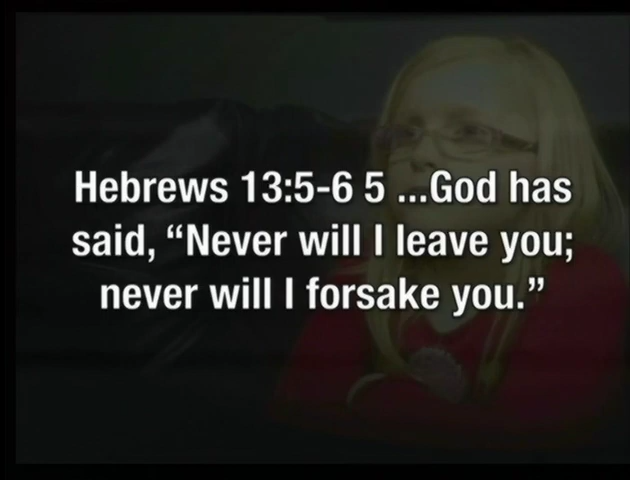 Hebrews 13:5-6 5 ...God has
said, “Never will I leave you;
never will I forsake you.”